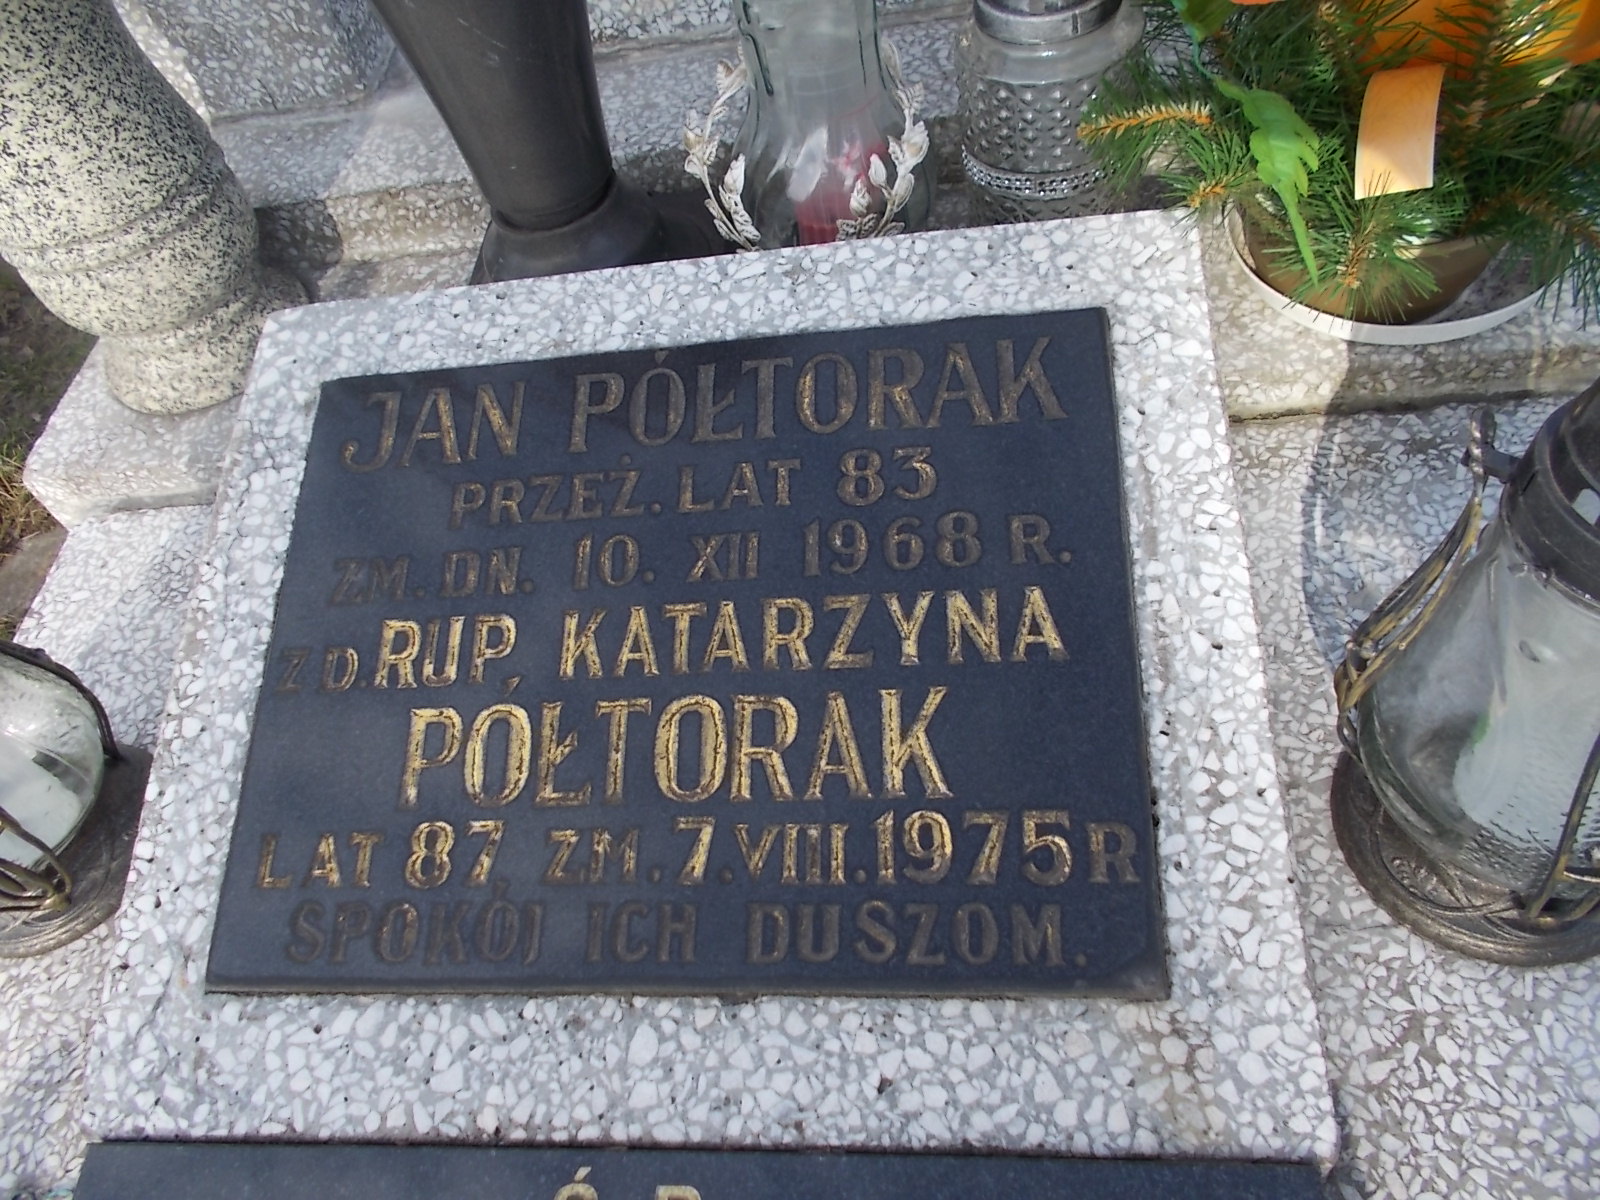 JAN PÓŁTORAK
PRZEŻ. LAT 83
ZM. DN. 10. XII 1968 R.
Z D. RUP, KATARZYNA
PÓŁTORAK
LAT 87, ZM. 7. VIII. 1975 R
SPOKÓJ ICH DUSZOM.
Ś P